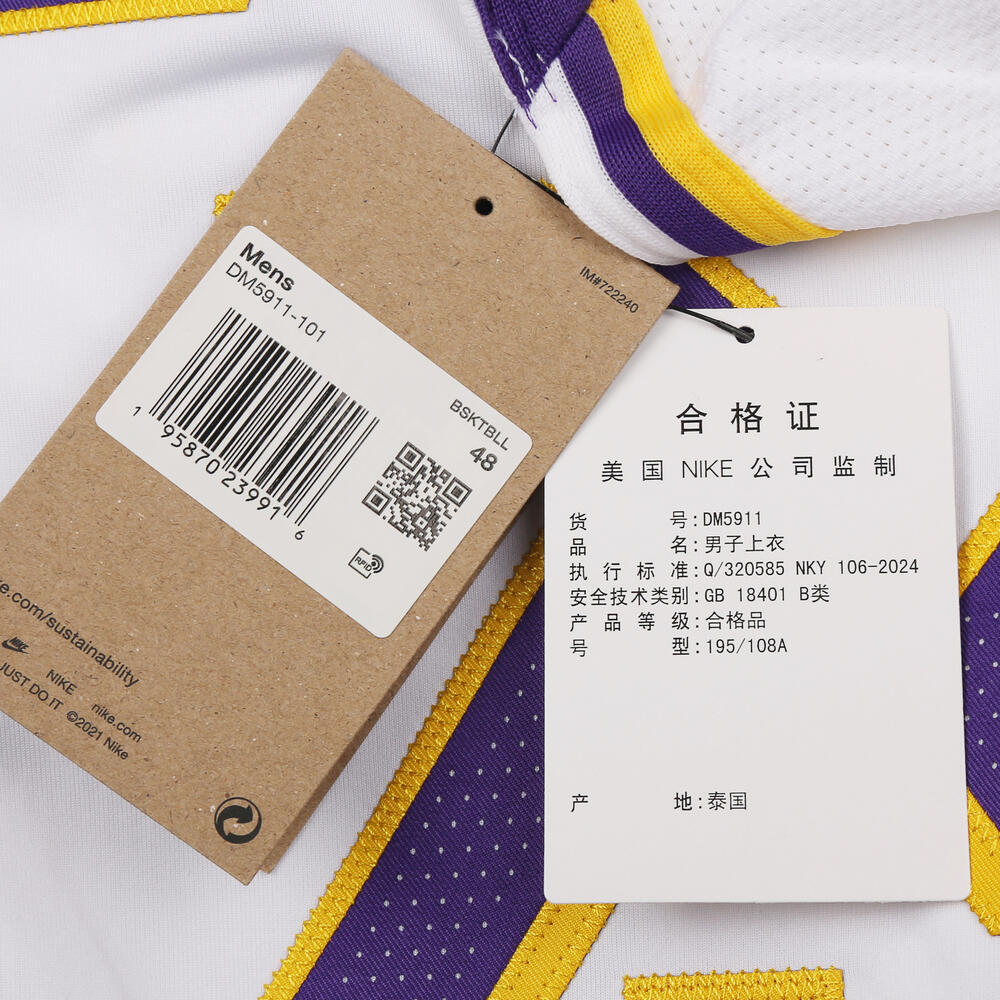 IM#722240
Mens
DM5911-101
BSKTBLL
48
1 95870 23991 6
RFID
e.com/sustainability
NIKE
nike.com
JUST DO IT ©2021 Nike
合格证
美国 NIKE 公司监制
货号:DM5911
品名:男子上衣
执行标准:Q/320585 NKY 106-2024
安全技术类别:GB 18401 B类
产品等级:合格品
号型:195/108A
产地:泰国